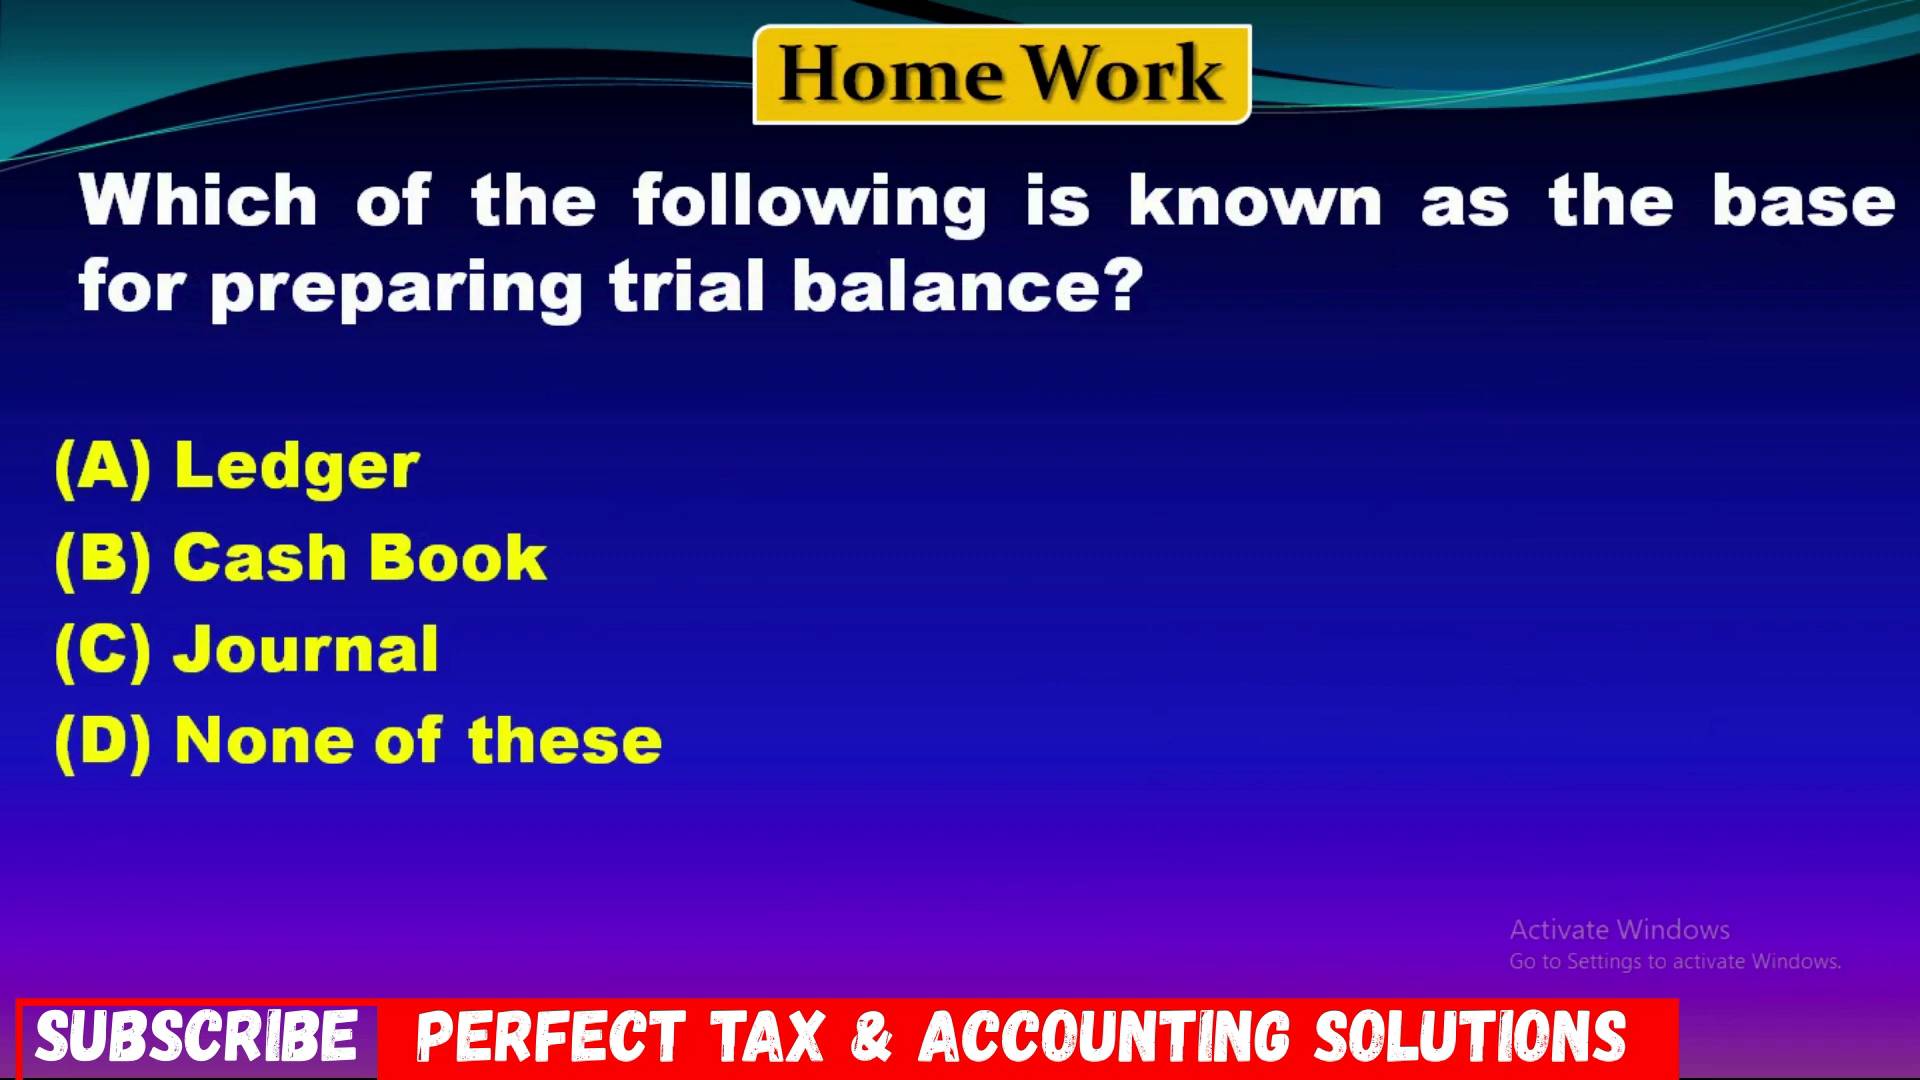 Home Work
Which of the following is known as the base
for preparing trial balance?
(A) Ledger
(B) Cash Book
(C) Journal
(D) None of these
Activate Windows
Go to Settings to activate Windows.
SUBSCRIBE PERFECT TAX & ACCOUNTING SOLUTIONS